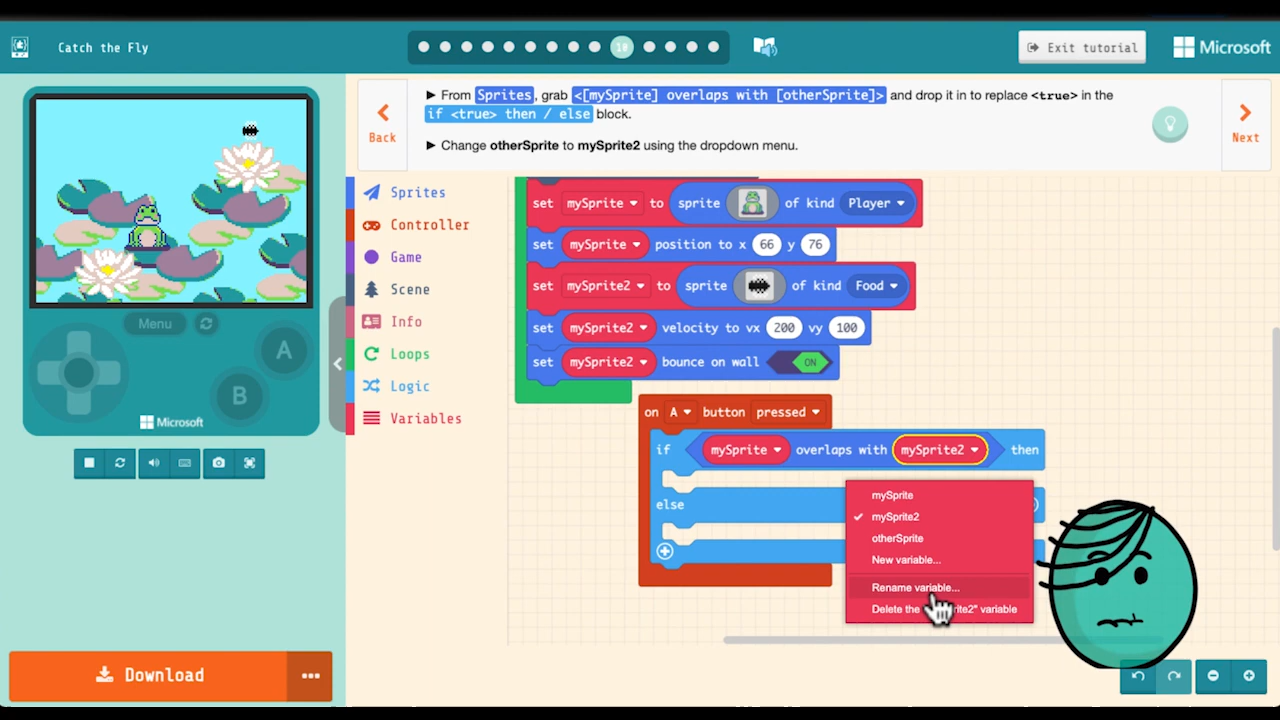 Catch the Fly
10
Exit tutorial
Microsoft
Back
► From Sprites, grab <[mySprite] overlaps with [otherSprite]> and drop it in to replace <true> in the
if <true> then / else block.
► Change otherSprite to mySprite2 using the dropdown menu.
Next
Menu
A
B
Microsoft
Download
Sprites
Controller
Game
Scene
Info
Loops
Logic
Variables
set mySprite to sprite of kind Player
set mySprite position to x 66 y 76
set mySprite2 to sprite of kind Food
set mySprite2 velocity to vx 200 vy 100
set mySprite2 bounce on wall ON
on A button pressed
if mySprite overlaps with mySprite2 then
else
mySprite
mySprite2
otherSprite
New variable...
Rename variable...
Delete the rite2" variable